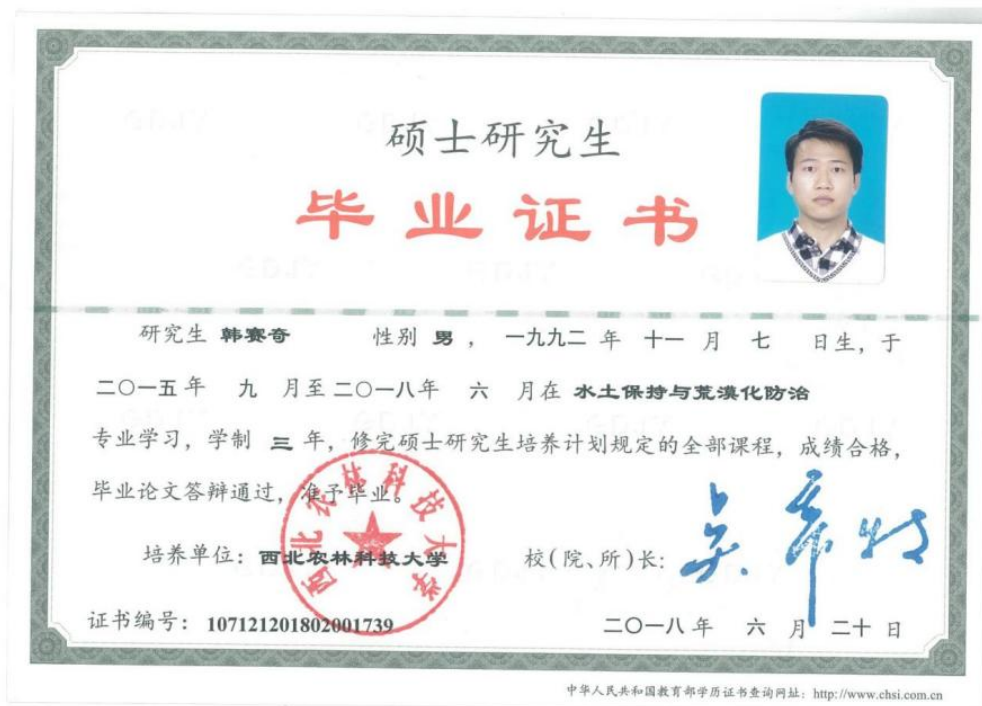 硕士研究生
毕业证书
研究生 韩赛奇 性别 男 ， 一九九二 年 十一 月 七 日生，于
二〇一五年 九 月至二〇一八年 六 月在 水土保持与荒漠化防治
专业学习，学制 三 年，修完硕士研究生培养计划规定的全部课程，成绩合格，
毕业论文答辩通过，准予毕业。
西北农林科技大学
培养单位：西北农林科技大学 校(院、所)长：
证书编号：107121201802001739 二〇一八 年 六 月 二十 日
中华人民共和国教育部学历证书查询网址：http://www.chsi.com.cn